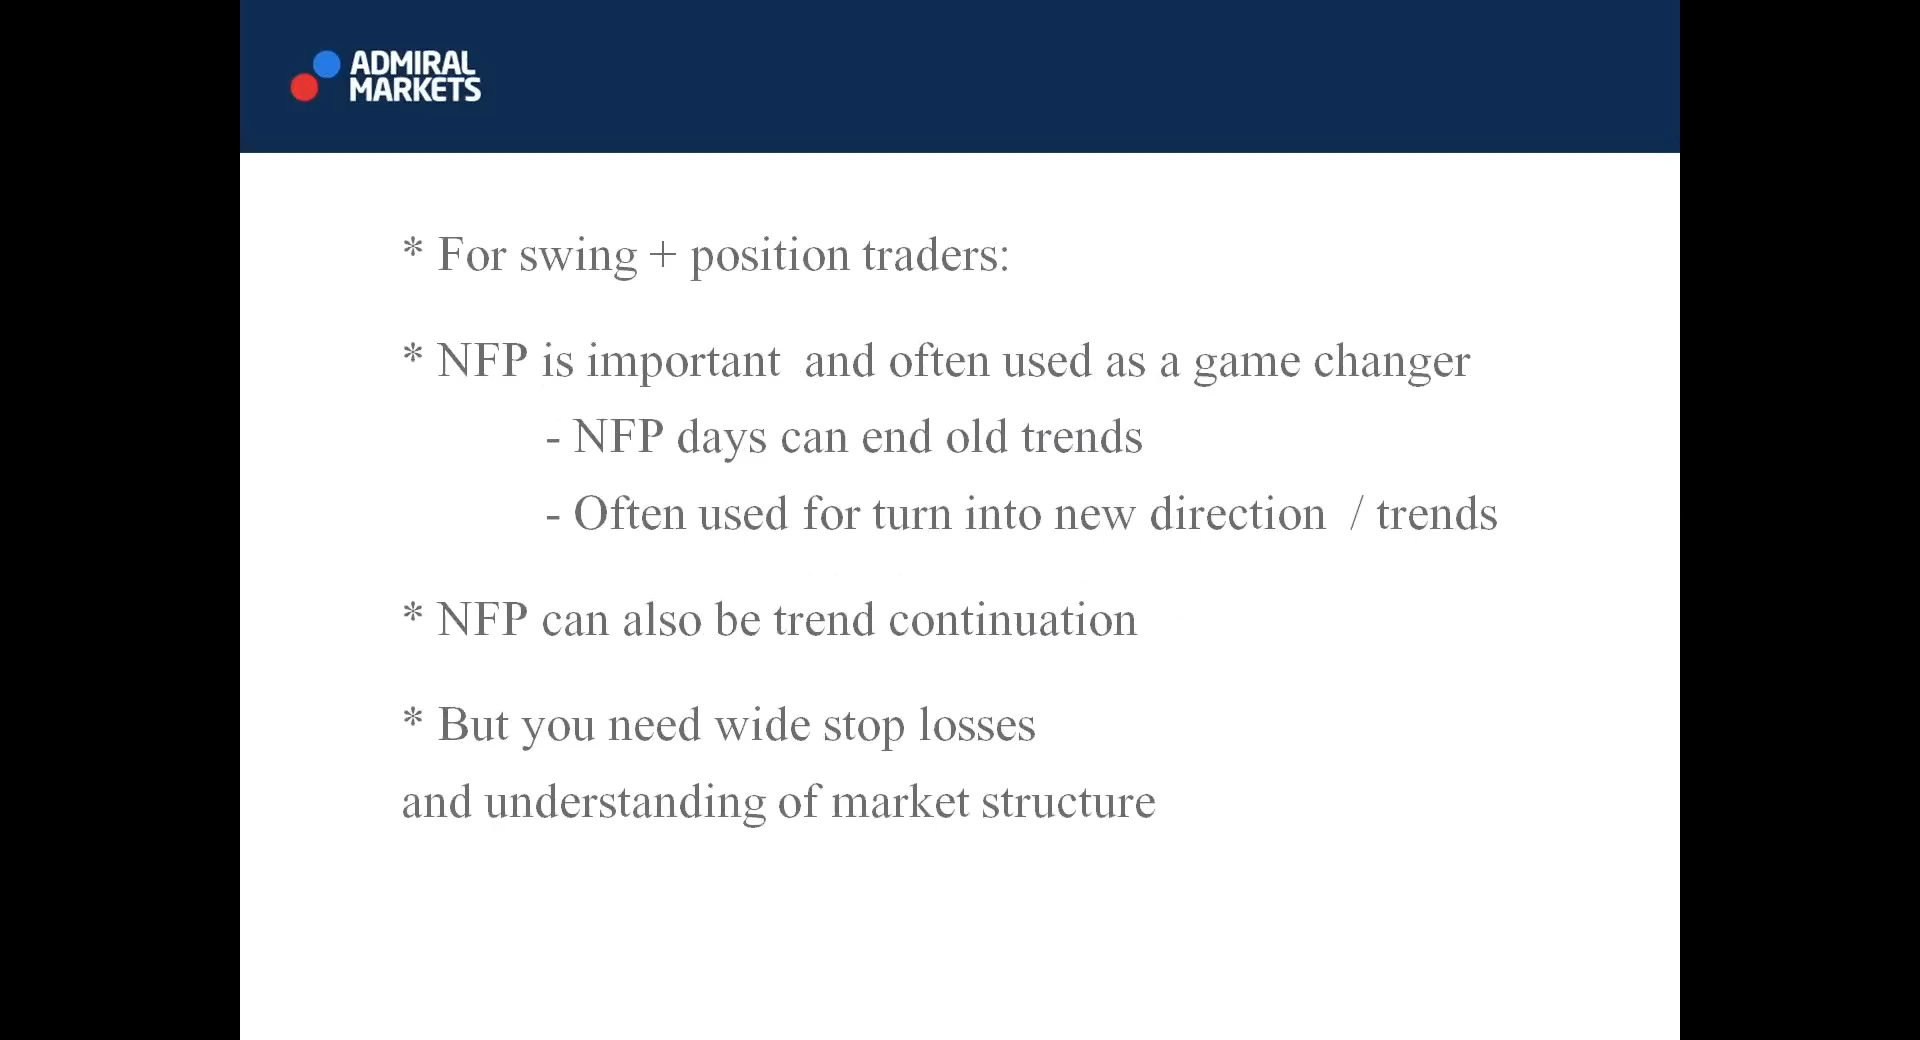 ADMIRAL
MARKETS
* For swing + position traders:
* NFP is important  and often used as a game changer
- NFP days can end old trends
- Often used for turn into new direction  / trends
* NFP can also be trend continuation
* But you need wide stop losses
and understanding of market structure